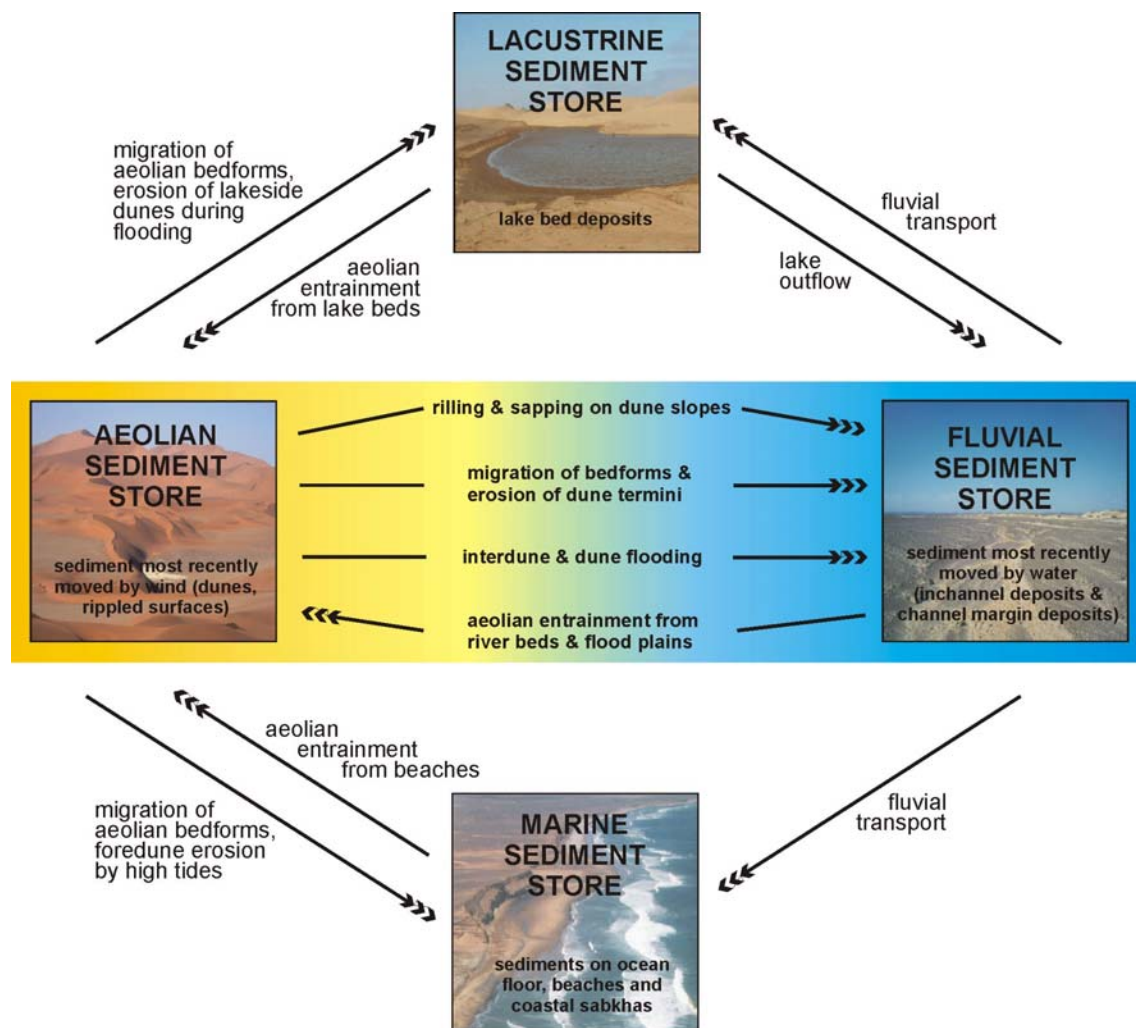 LACUSTRINE
SEDIMENT
STORE
lake bed deposits
migration of
aeolian bedforms,
erosion of lakeside
dunes during
flooding
aeolian
entrainment
from lake beds
fluvial
transport
lake
outflow
AEOLIAN
SEDIMENT
STORE
sediment most recently
moved by wind (dunes,
rippled surfaces)
rilling & sapping on dune slopes
migration of bedforms &
erosion of dune termini
interdune & dune flooding
aeolian entrainment from
river beds & flood plains
FLUVIAL
SEDIMENT
STORE
sediment most recently
moved by water
(inchannel deposits &
channel margin deposits)
aeolian
entrainment
from beaches
migration of
aeolian bedforms,
foredune erosion
by high tides
fluvial
transport
MARINE
SEDIMENT
STORE
sediments on ocean
floor, beaches and
coastal sabkhas